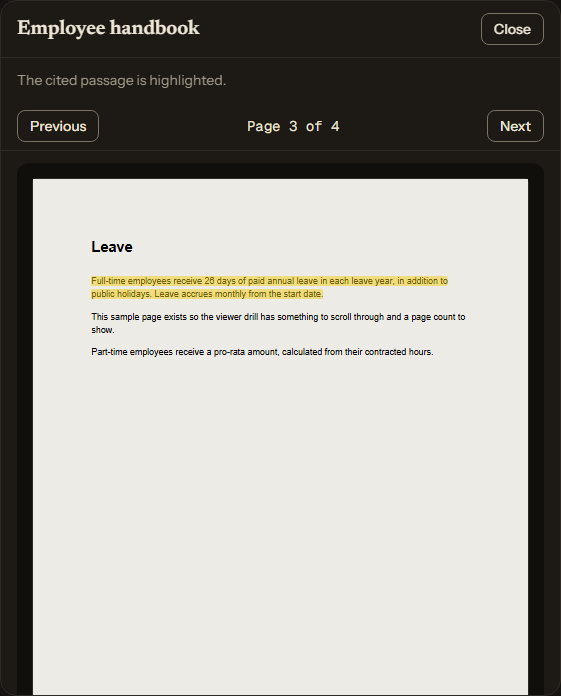 Employee handbook
Close
The cited passage is highlighted.
Previous
Page 3 of 4
Next
Leave
Full-time employees receive 28 days of paid annual leave in each leave year, in addition to
public holidays. Leave accrues monthly from the start date.
This sample page exists so the viewer drill has something to scroll through and a page count to
show.
Part-time employees receive a pro-rata amount, calculated from their contracted hours.